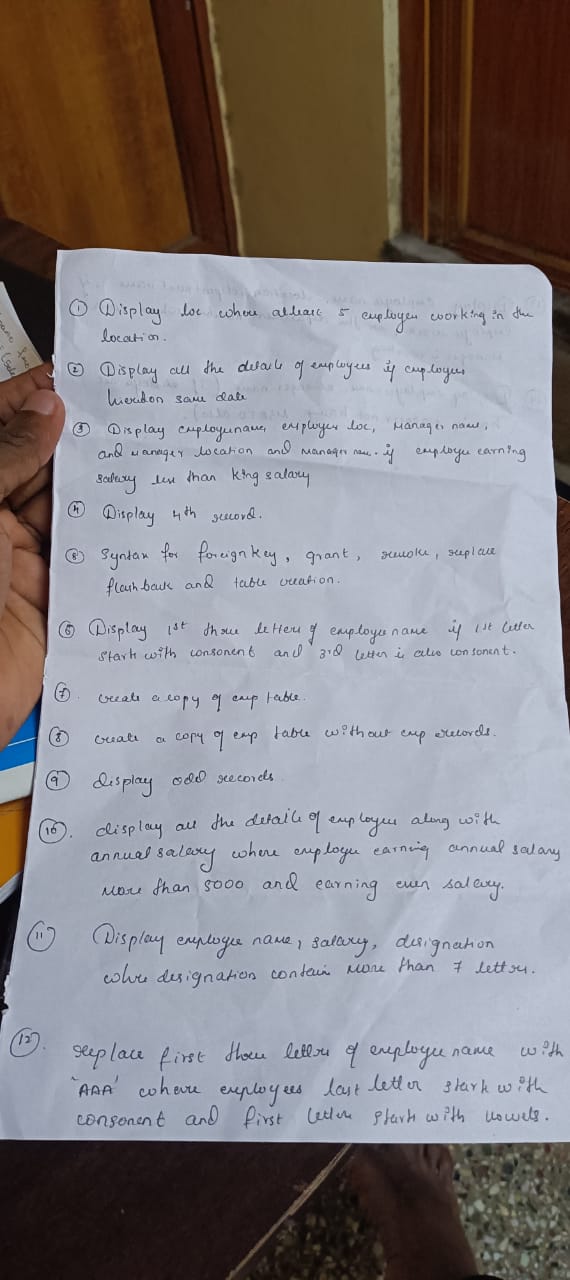 ① Display loc where atleast 5 employee working in the
location.
② Display all the details of employees if employees
hiredon same date
③ Display employename, employee loc, Manager name,
and manager location and manager name. if employee earning
salary less than king salary
④ Display 4th record.
⑤ Syntax for foreign key, grant, revoke, replace
flash back and table creation.
⑥ Display 1st three letters of employee name if 1st letter
start with consonent and 3rd letter is also consonent.
⑦. create a copy of emp table.
⑧ create a copy of emp table without emp records.
⑨ display odd records
⑩. display all the details of employee along with
annual salary where employee earning annual salary
more than 5000 and earning even salary.
⑪ Display employee name, salary, designation
where designation contain more than 7 letters.
⑫. replace first three letters of employee name with
'AAA' where employees last letter start with
consonent and first letter start with vowels.